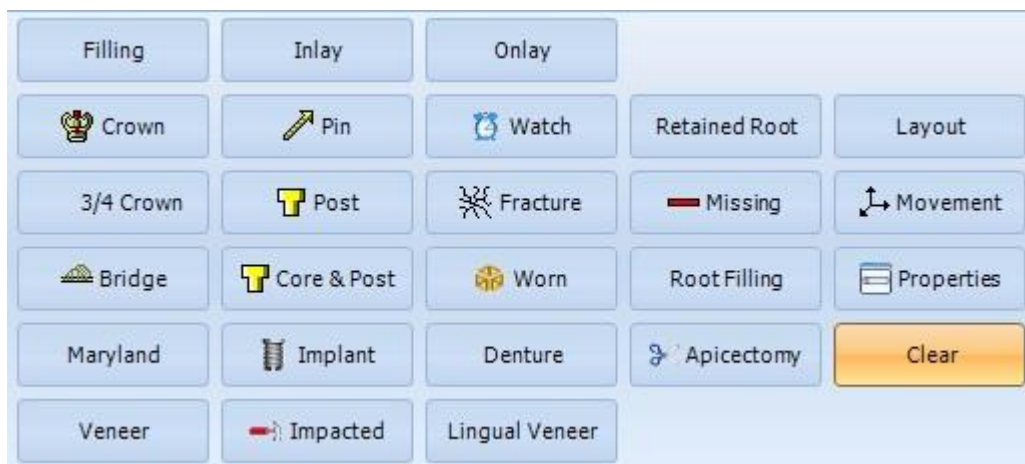 Filling Inlay Onlay
Crown Pin Watch Retained Root Layout
3/4 Crown Post Fracture Missing Movement
Bridge Core & Post Worn Root Filling Properties
Maryland Implant Denture Apicectomy Clear
Veneer Impacted Lingual Veneer